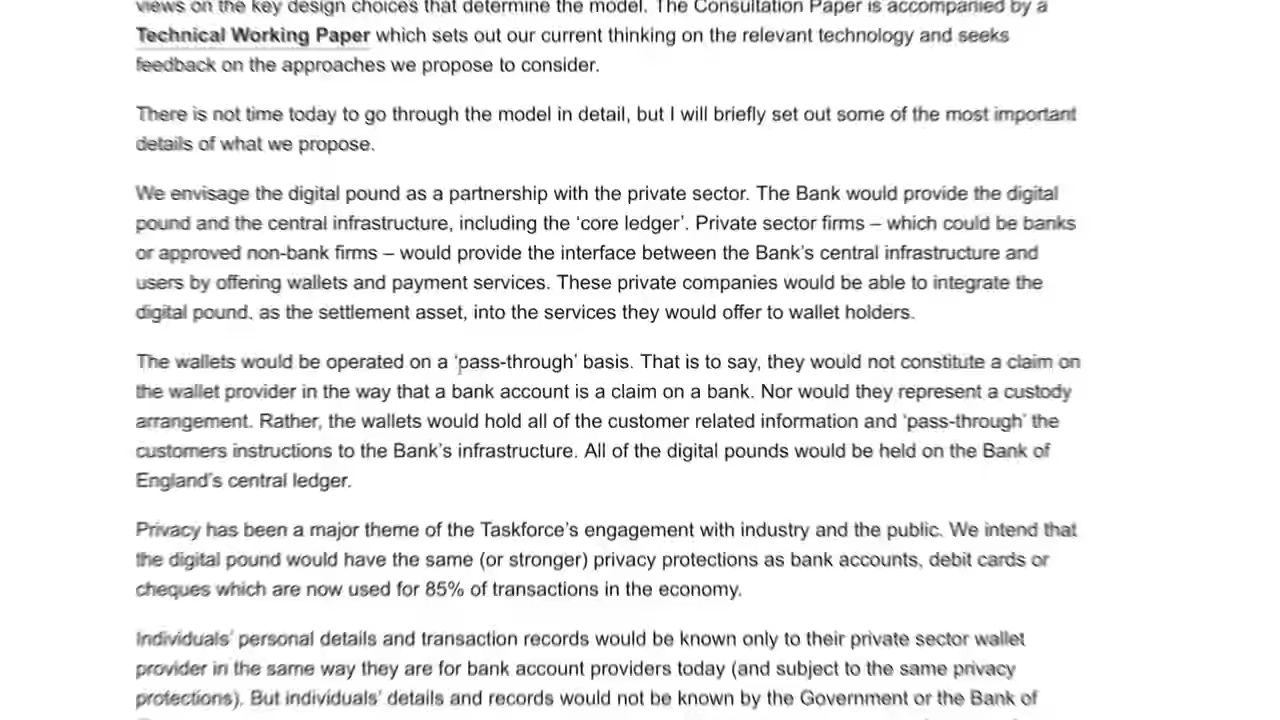 views on the key design choices that determine the model. The Consultation Paper is accompanied by a
Technical Working Paper which sets out our current thinking on the relevant technology and seeks
feedback on the approaches we propose to consider.
There is not time today to go through the model in detail, but I will briefly set out some of the most important
details of what we propose.
We envisage the digital pound as a partnership with the private sector. The Bank would provide the digital
pound and the central infrastructure, including the ‘core ledger’. Private sector firms – which could be banks
or approved non-bank firms – would provide the interface between the Bank’s central infrastructure and
users by offering wallets and payment services. These private companies would be able to integrate the
digital pound, as the settlement asset, into the services they would offer to wallet holders.
The wallets would be operated on a ‘pass-through’ basis. That is to say, they would not constitute a claim on
the wallet provider in the way that a bank account is a claim on a bank. Nor would they represent a custody
arrangement. Rather, the wallets would hold all of the customer related information and ‘pass-through’ the
customers instructions to the Bank’s infrastructure. All of the digital pounds would be held on the Bank of
England’s central ledger.
Privacy has been a major theme of the Taskforce’s engagement with industry and the public. We intend that
the digital pound would have the same (or stronger) privacy protections as bank accounts, debit cards or
cheques which are now used for 85% of transactions in the economy.
Individuals’ personal details and transaction records would be known only to their private sector wallet
provider in the same way they are for bank account providers today (and subject to the same privacy
protections). But individuals’ details and records would not be known by the Government or the Bank of